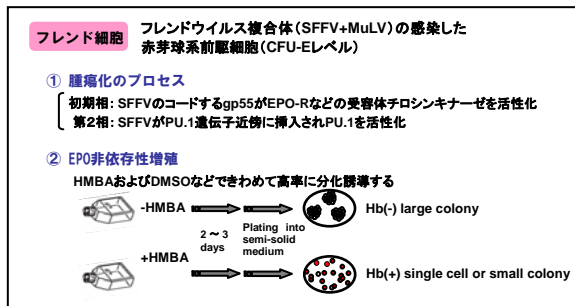 フレンド細胞
フレンドウイルス複合体(SFFV+MuLV)の感染した
赤芽球系前駆細胞(CFU-Eレベル)
① 腫瘍化のプロセス
初期相: SFFVのコードするgp55がEPO-Rなどの受容体チロシンキナーゼを活性化
第2相: SFFVがPU.1遺伝子近傍に挿入されPU.1を活性化
② EPO非依存性増殖
HMBAおよびDMSOなどできわめて高率に分化誘導する
-HMBA
Hb(-) large colony
2 ~ 3
days
Plating into
semi-solid
medium
+HMBA
Hb(+) single cell or small colony